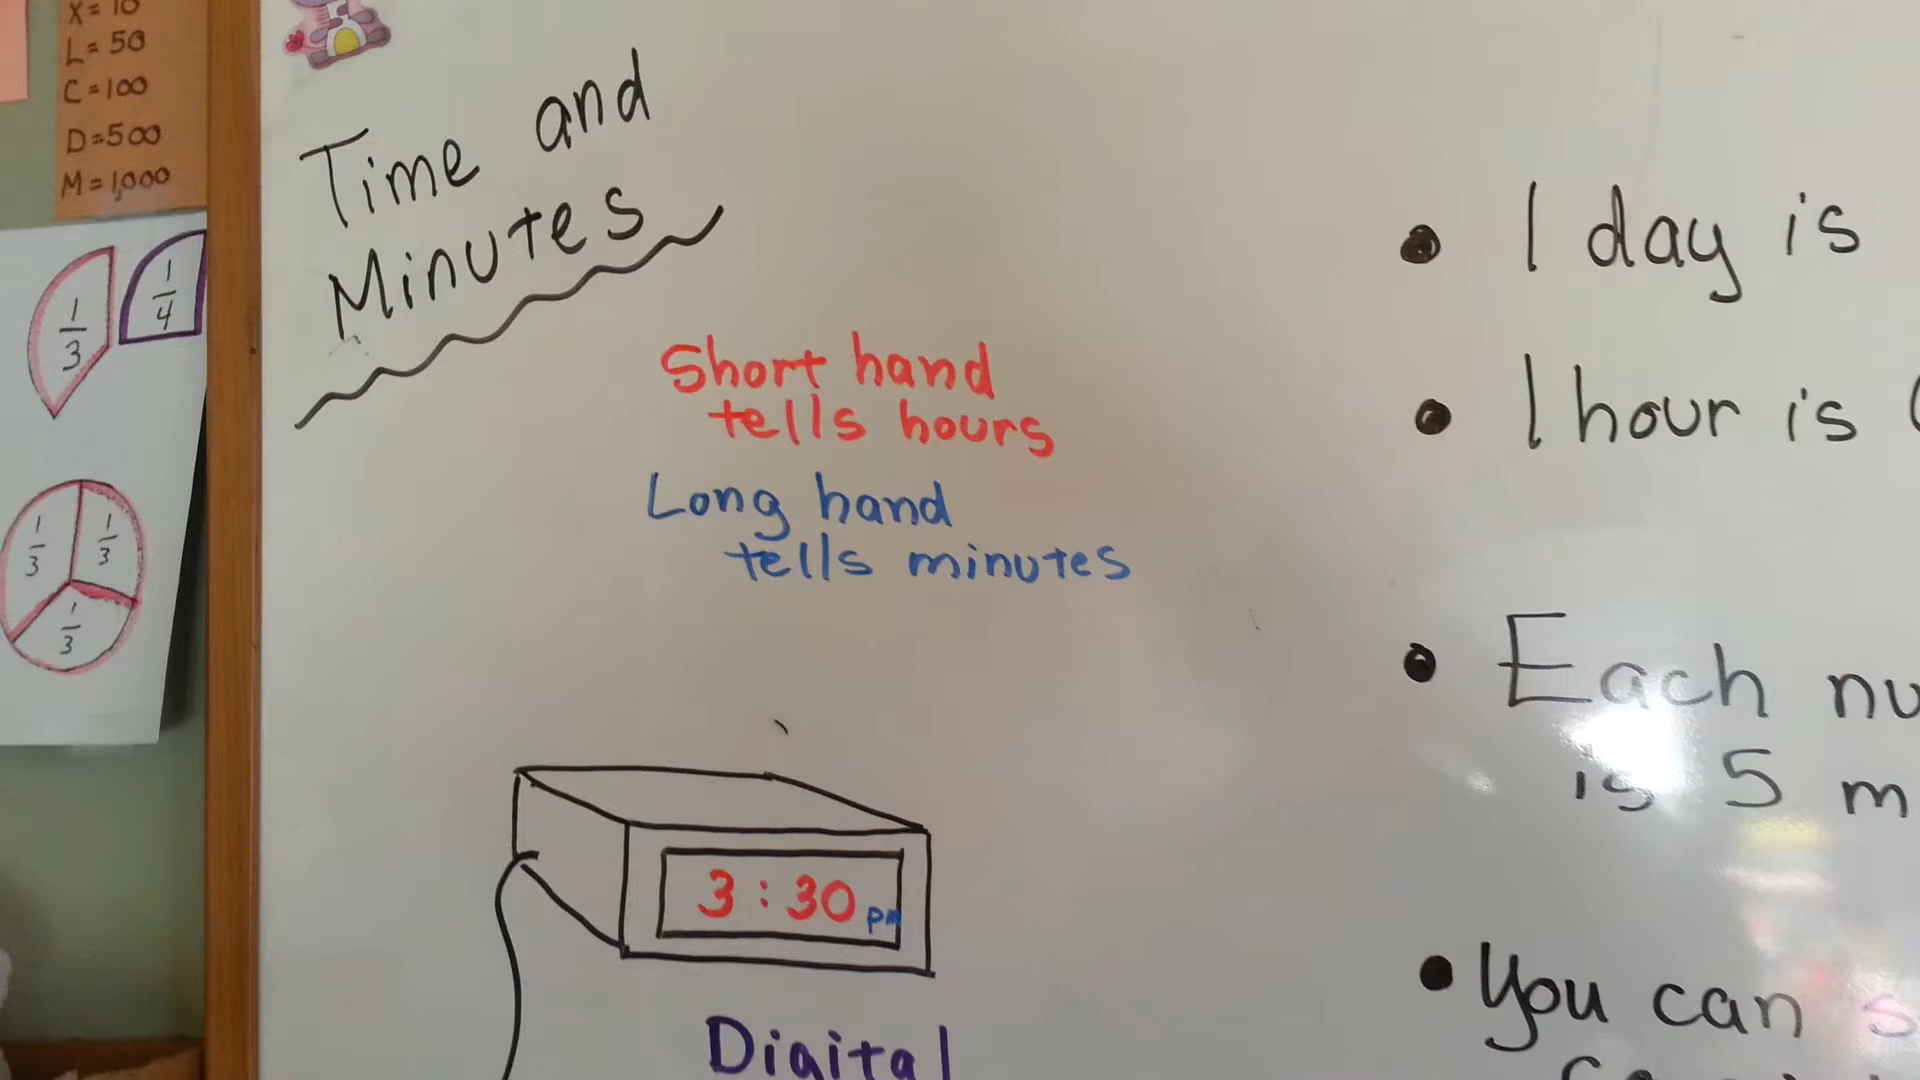 X = 10
L = 50
C = 100
D = 500
M = 1,000
1/3
1/4
1/3
1/3
1/3
Time and
Minutes
Short hand
tells hours
Long hand
tells minutes
3:30 pm
Digital
• 1 day is
• 1 hour is
• Each
is 5
• You can